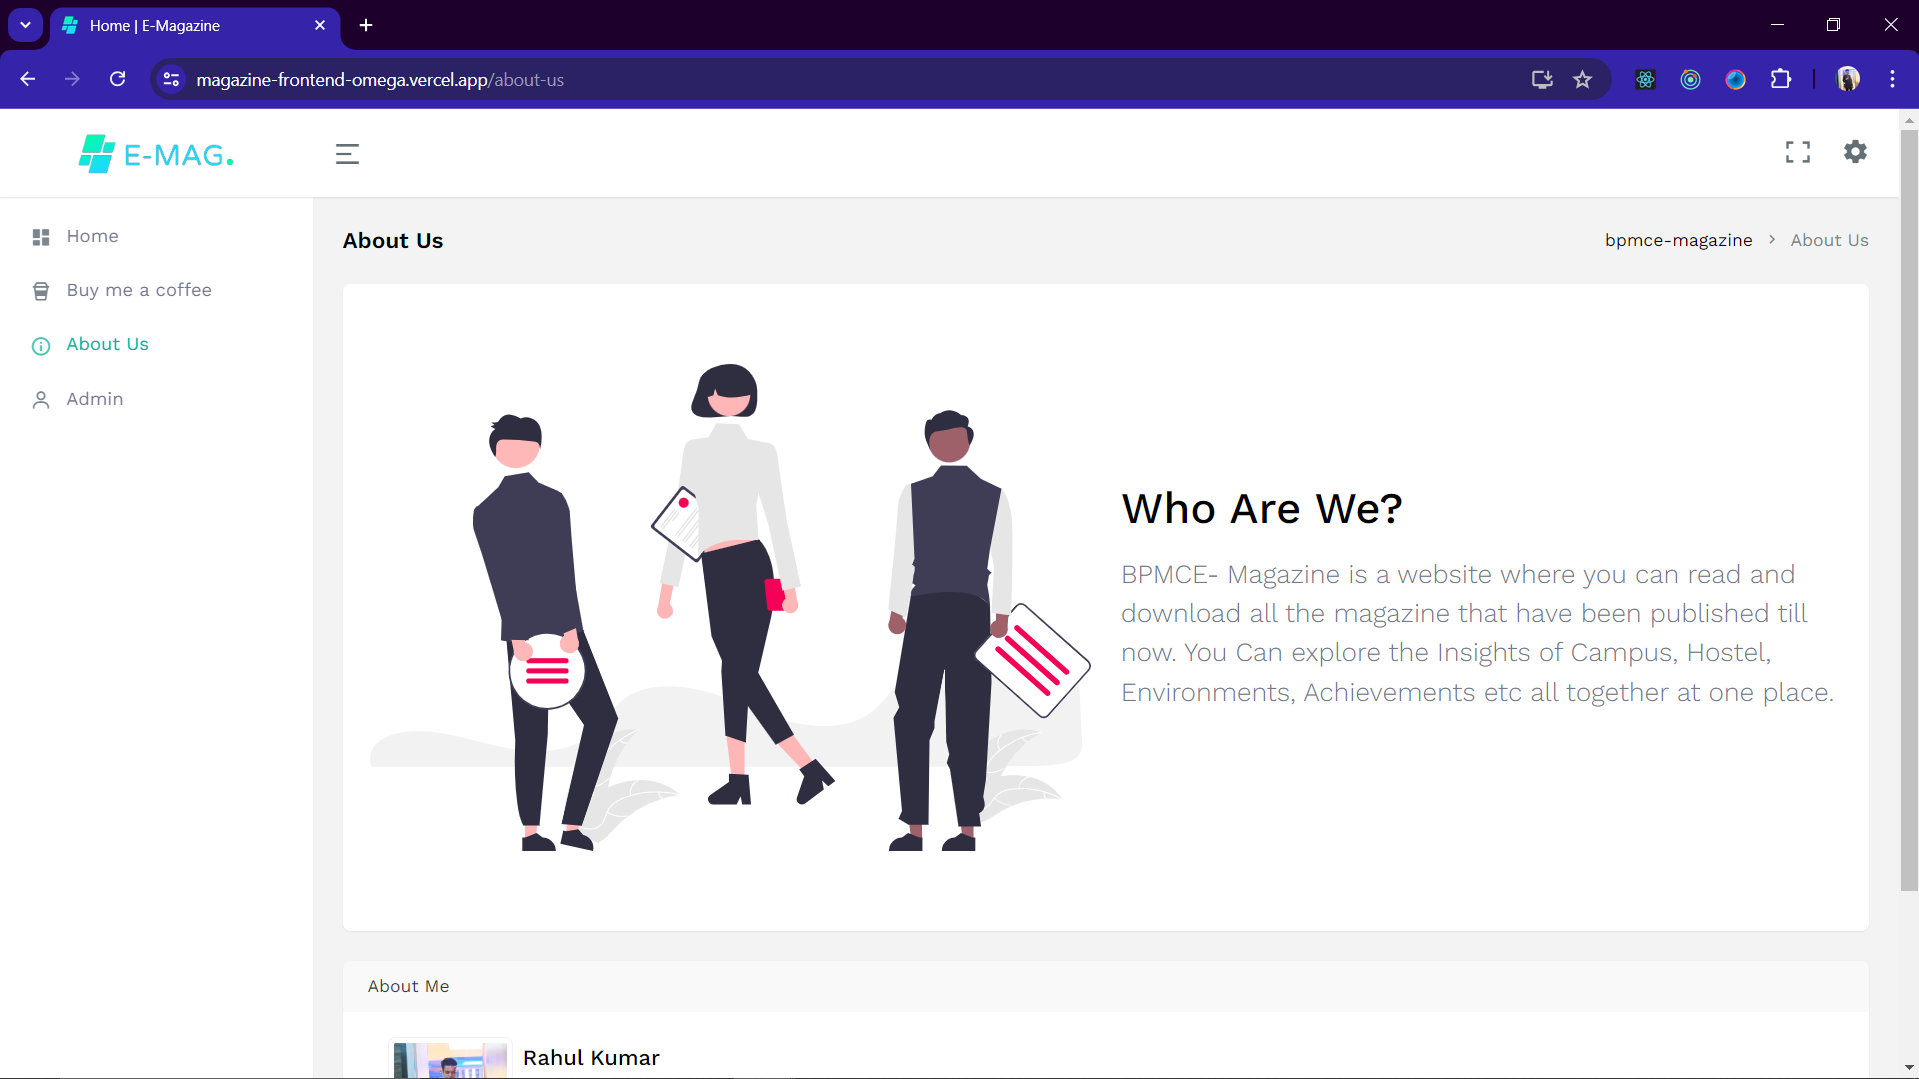 Home | E-Magazine
magazine-frontend-omega.vercel.app/about-us
E-MAG.
Home
Buy me a coffee
About Us
Admin
About Us
bpmce-magazine > About Us
Who Are We?
BPMCE- Magazine is a website where you can read and
download all the magazine that have been published till
now. You Can explore the Insights of Campus, Hostel,
Environments, Achievements etc all together at one place.
About Me
Rahul Kumar